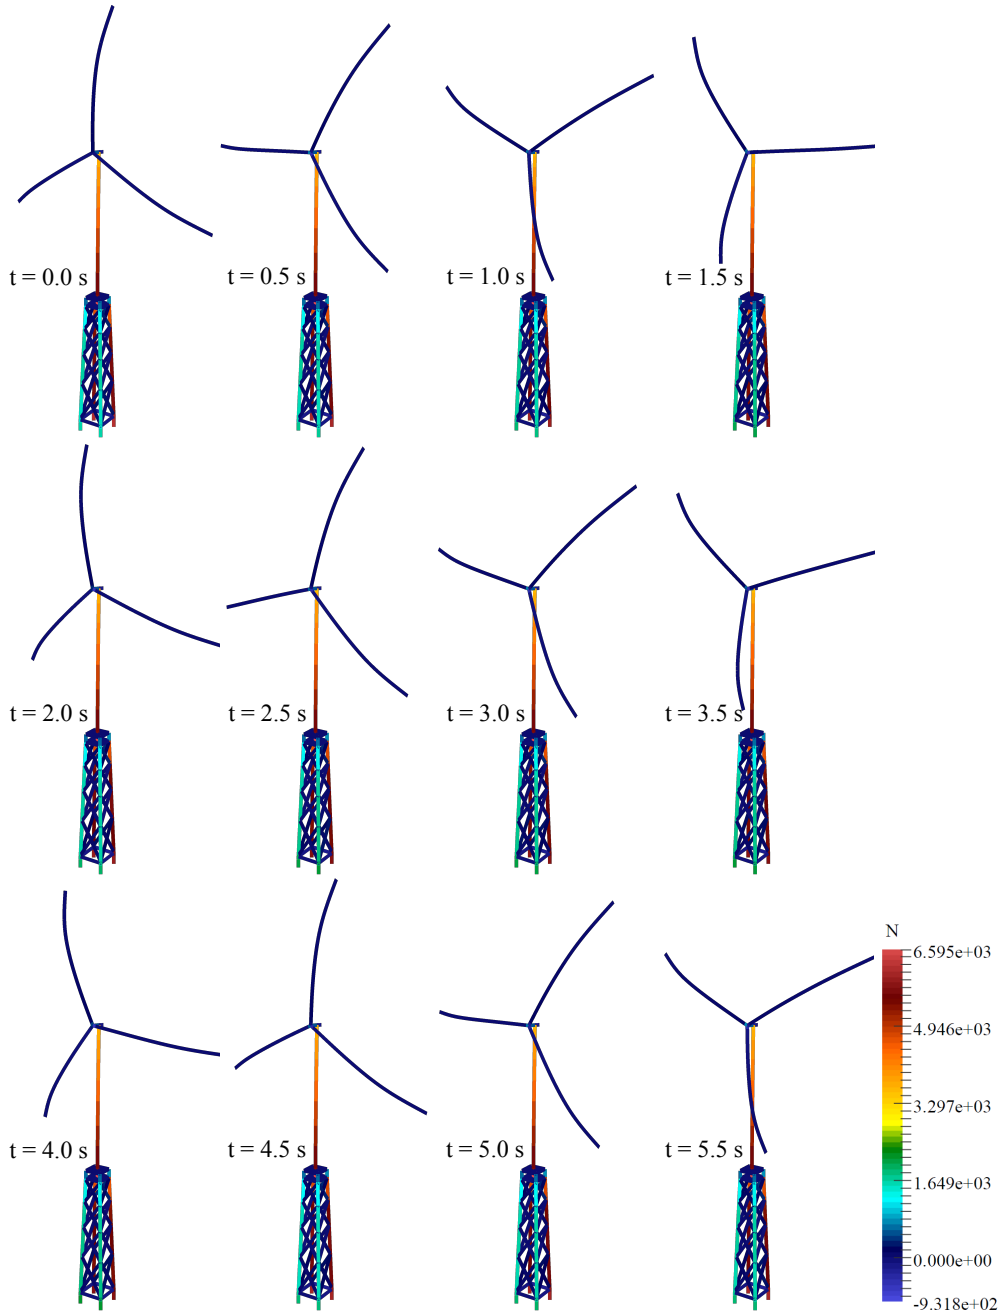 t = 0.0 s
t = 0.5 s
t = 1.0 s
t = 1.5 s
t = 2.0 s
t = 2.5 s
t = 3.0 s
t = 3.5 s
N
6.595e+03
4.946e+03
3.297e+03
1.649e+03
0.000e+00
-9.318e+02
t = 4.0 s
t = 4.5 s
t = 5.0 s
t = 5.5 s